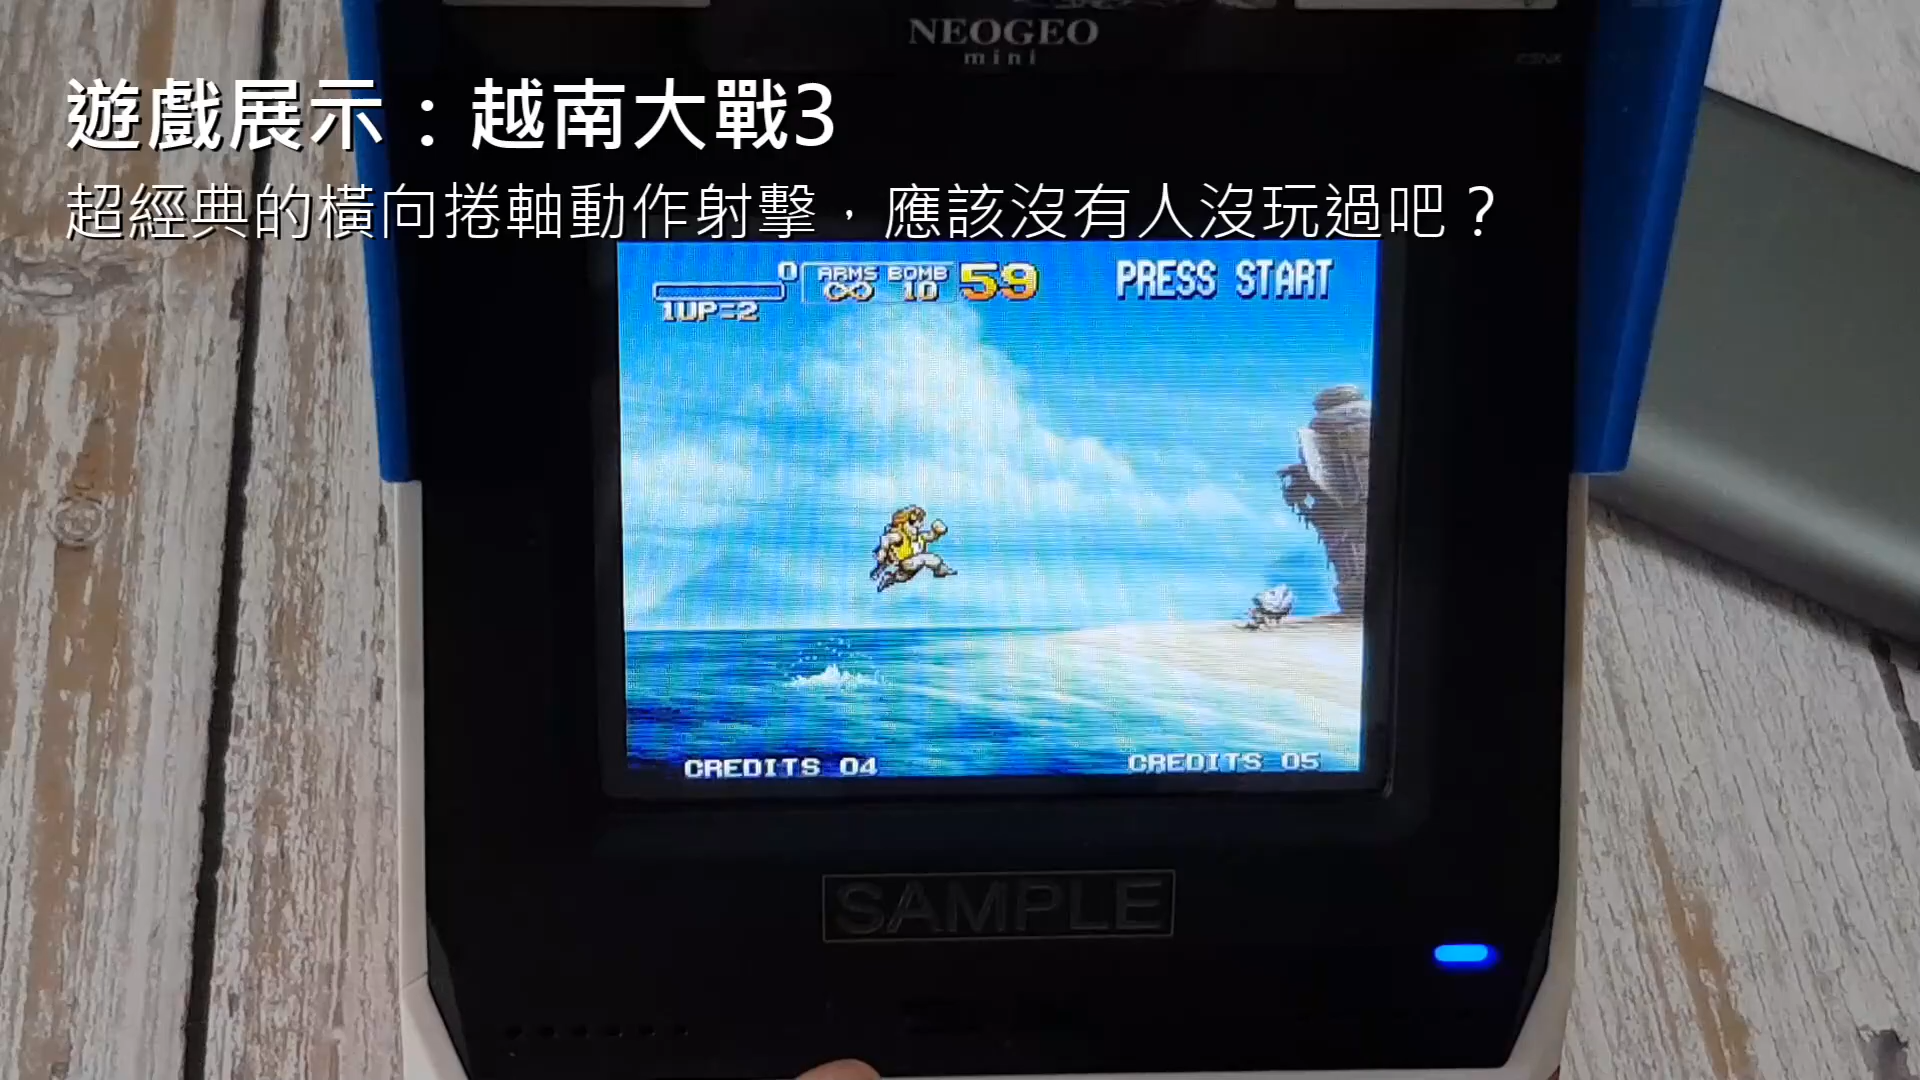 NEOGEO
mini
遊戲展示：越南大戰3
超經典的橫向捲軸動作射擊，應該沒有人沒玩過吧？
0 ARMS BOMB 59 PRESS START
∞ 10
1UP=2
CREDITS 04 CREDITS 05
SAMPLE